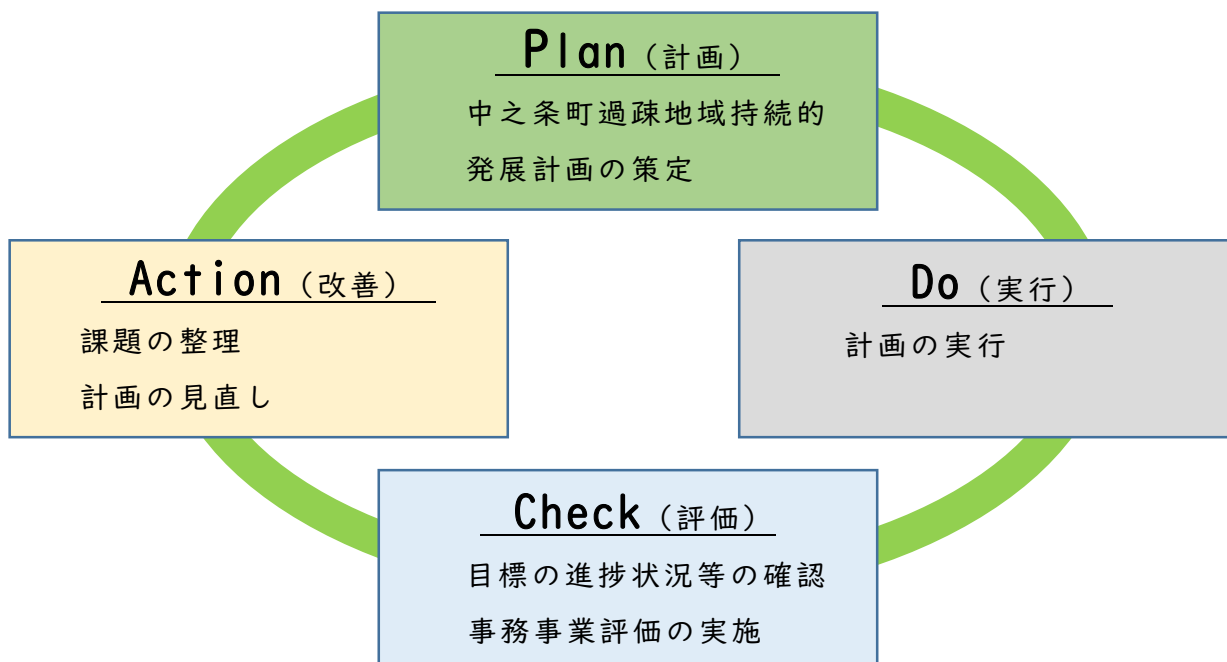 Plan（計画）
中之条町過疎地域持続的
発展計画の策定
Action（改善）
課題の整理
計画の見直し
Do（実行）
計画の実行
Check（評価）
目標の進捗状況等の確認
事務事業評価の実施